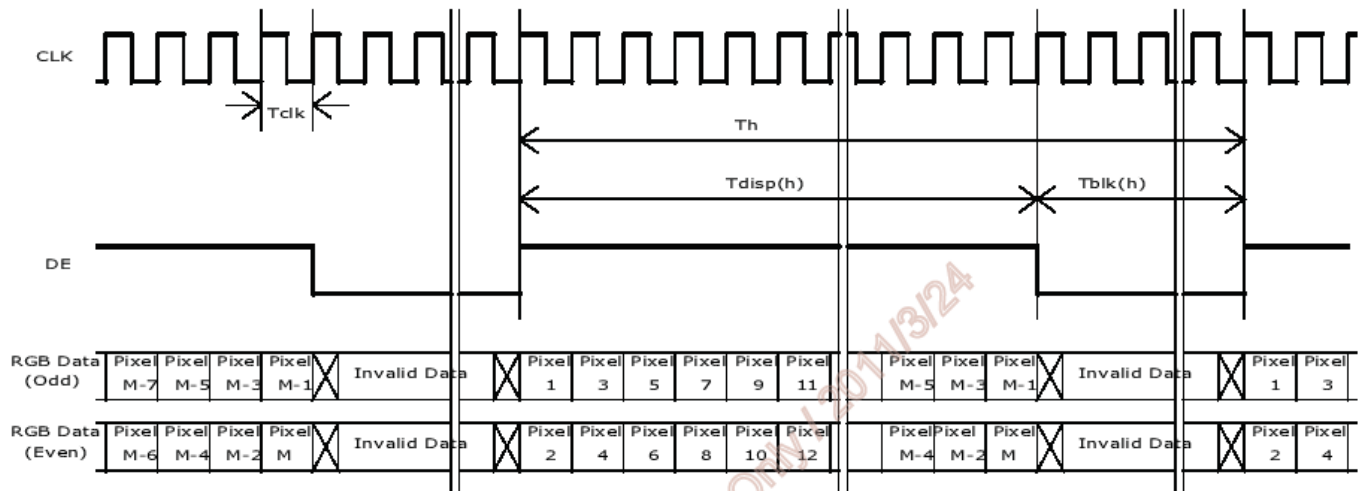 CLK
Tclk
Th
Tdisp(h)
Tblk(h)
DE
RGB Data
(Odd)
Pixel M-7
Pixel M-5
Pixel M-3
Pixel M-1
Invalid Data
Pixel 1
Pixel 3
Pixel 5
Pixel 7
Pixel 9
Pixel 11
Pixel M-5
Pixel M-3
Pixel M-1
Invalid Data
Pixel 1
Pixel 3
RGB Data
(Even)
Pixel M-6
Pixel M-4
Pixel M-2
Pixel M
Invalid Data
Pixel 2
Pixel 4
Pixel 6
Pixel 8
Pixel 10
Pixel 12
Pixel M-4
Pixel M-2
Pixel M
Invalid Data
Pixel 2
Pixel 4
Only / 2011/3/24